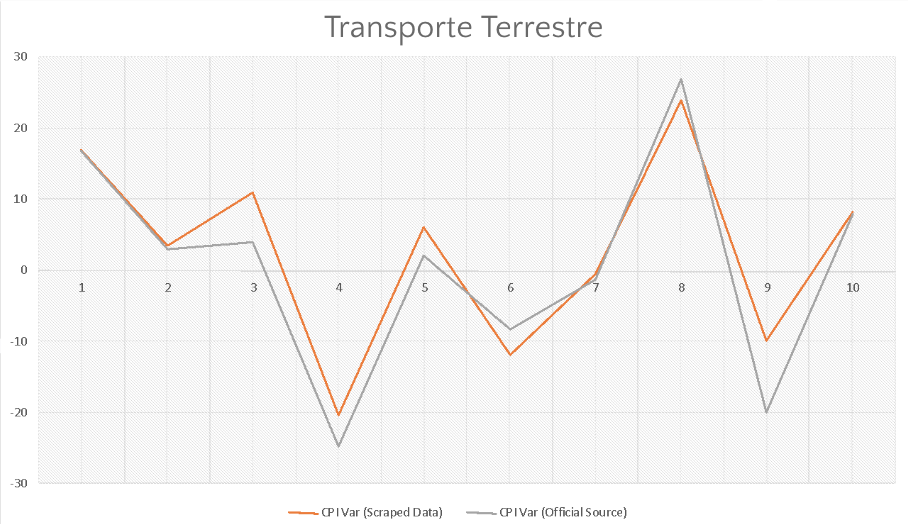 Transporte Terrestre
30
20
10
0
-10
-20
-30
1 2 3 4 5 6 7 8 9 10
CPI Var (Scraped Data) CPI Var (Official Source)